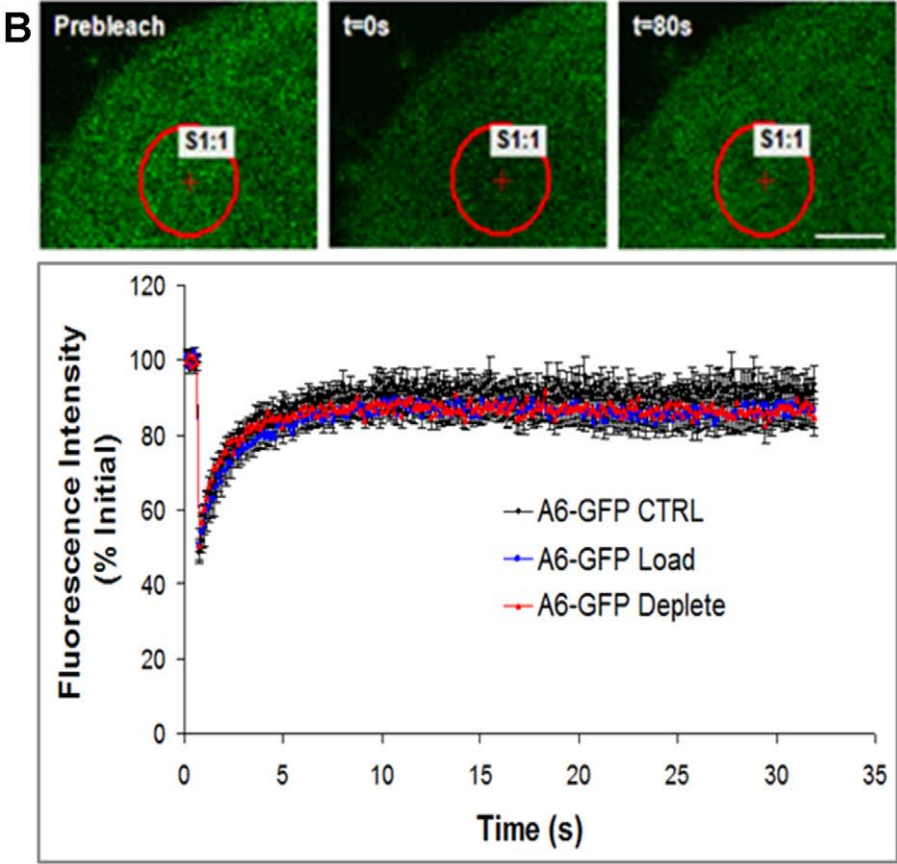 B
Prebleach
t=0s
t=80s
S1:1
S1:1
S1:1
Fluorescence Intensity
(% Initial)
120
100
80
60
40
20
0
A6-GFP CTRL
A6-GFP Load
A6-GFP Deplete
0 5 10 15 20 25 30 35
Time (s)